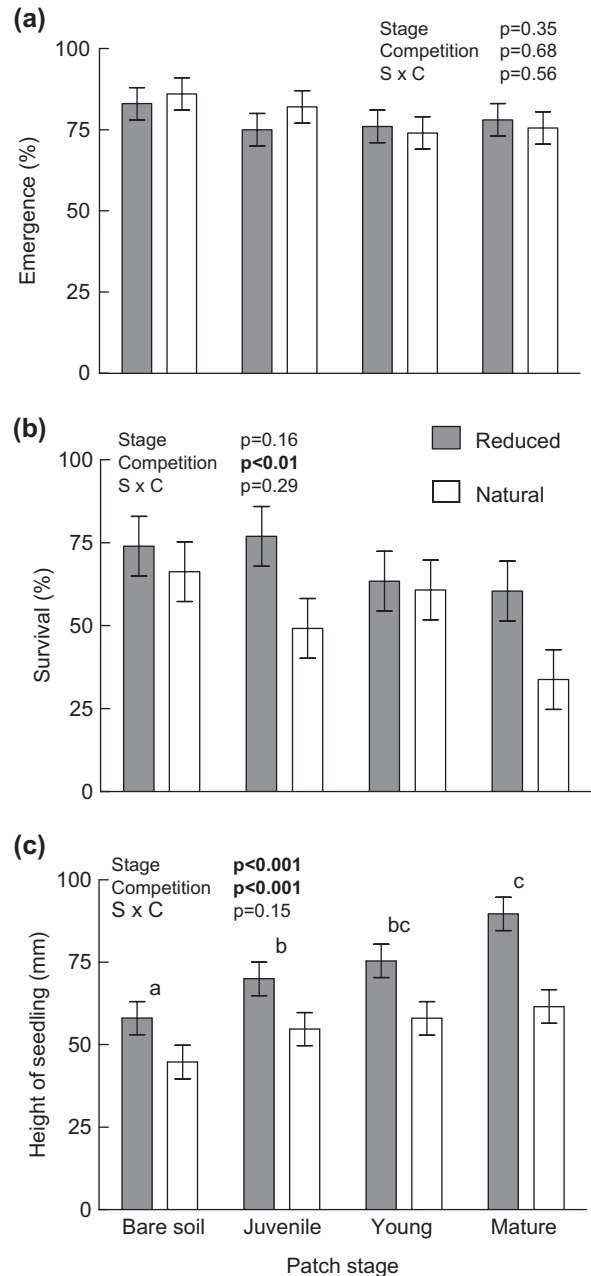 (a)
Stage p=0.35
Competition p=0.68
S x C p=0.56
100
75
50
25
0
Emergence (%)
(b)
Stage p=0.16
Competition p<0.01
S x C p=0.29
Reduced
Natural
100
75
50
25
0
Survival (%)
(c)
Stage p<0.001
Competition p<0.001
S x C p=0.15
100
75
50
25
0
Height of seedling (mm)
a
b
bc
c
Bare soil Juvenile Young Mature
Patch stage